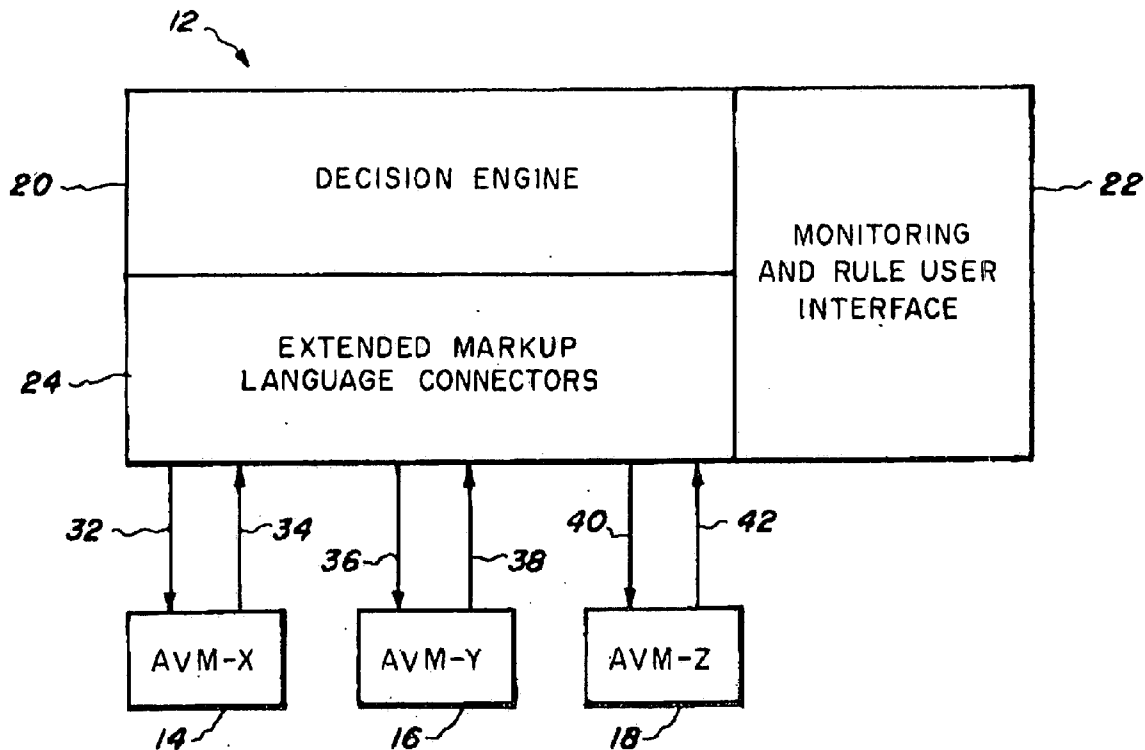 12
20
DECISION ENGINE
22
MONITORING
AND RULE USER
INTERFACE
24
EXTENDED MARKUP
LANGUAGE CONNECTORS
32
34
36
38
40
42
AVM-X
AVM-Y
AVM-Z
14
16
18